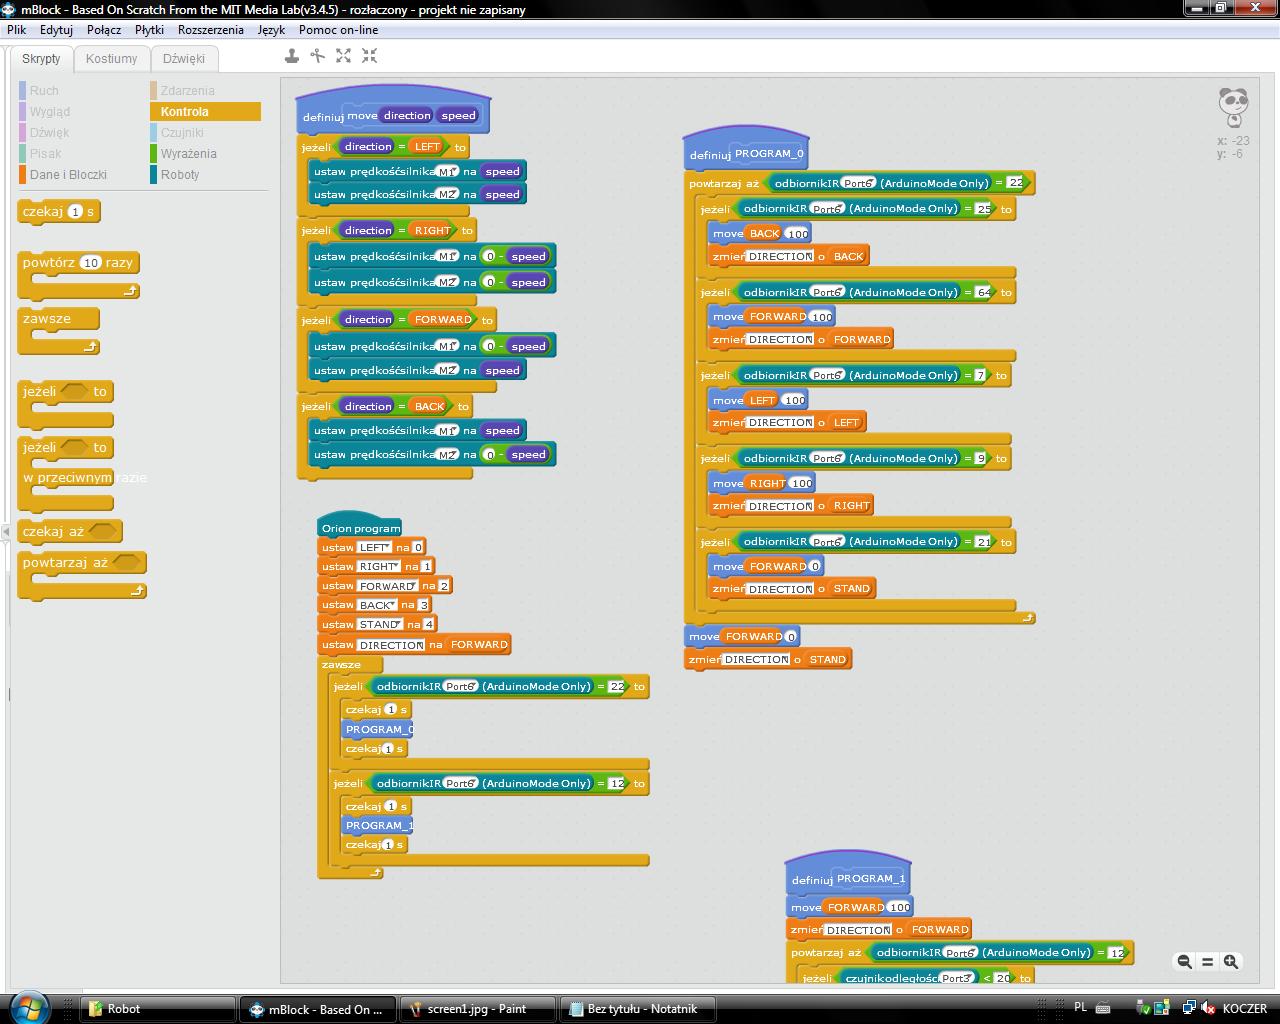 mBlock - Based On Scratch From the MIT Media Lab(v3.4.5) - rozłaczony - projekt nie zapisany
Plik Edytuj Połącz Płytki Rozszerzenia Język Pomoc on-line
Skrypty Kostiumy Dźwięki
Ruch Zdarzenia
Wygląd Kontrola
Dźwięk Czujniki
Pisak Wyrażenia
Dane i Bloczki Roboty
czekaj 1 s
powtórz 10 razy
zawsze
jeżeli to
jeżeli to
w przeciwnym razie
czekaj aż
powtarzaj aż
definiuj move direction speed
jeżeli direction = LEFT to
ustaw prędkośćsilnika M1 na speed
ustaw prędkośćsilnika M2 na speed
jeżeli direction = RIGHT to
ustaw prędkośćsilnika M1 na 0 - speed
ustaw prędkośćsilnika M2 na 0 - speed
jeżeli direction = FORWARD to
ustaw prędkośćsilnika M1 na 0 - speed
ustaw prędkośćsilnika M2 na speed
jeżeli direction = BACK to
ustaw prędkośćsilnika M1 na speed
ustaw prędkośćsilnika M2 na 0 - speed
Orion program
ustaw LEFT na 0
ustaw RIGHT na 1
ustaw FORWARD na 2
ustaw BACK na 3
ustaw STAND na 4
ustaw DIRECTION na FORWARD
zawsze
jeżeli odbiornikIR Port6 (ArduinoMode Only) = 22 to
czekaj 1 s
PROGRAM_0
czekaj 1 s
jeżeli odbiornikIR Port6 (ArduinoMode Only) = 12 to
czekaj 1 s
PROGRAM_1
czekaj 1 s
definiuj PROGRAM_0
powtarzaj aż odbiornikIR Port6 (ArduinoMode Only) = 22
jeżeli odbiornikIR Port6 (ArduinoMode Only) = 25 to
move BACK 100
zmień DIRECTION o BACK
jeżeli odbiornikIR Port6 (ArduinoMode Only) = 64 to
move FORWARD 100
zmień DIRECTION o FORWARD
jeżeli odbiornikIR Port6 (ArduinoMode Only) = 7 to
move LEFT 100
zmień DIRECTION o LEFT
jeżeli odbiornikIR Port6 (ArduinoMode Only) = 9 to
move RIGHT 100
zmień DIRECTION o RIGHT
jeżeli odbiornikIR Port6 (ArduinoMode Only) = 21 to
move FORWARD 0
zmień DIRECTION o STAND
move FORWARD 0
zmień DIRECTION o STAND
x: -23
y: -6
definiuj PROGRAM_1
move FORWARD 100
zmień DIRECTION o FORWARD
powtarzaj aż odbiornikIR Port6 (ArduinoMode Only) = 12
jeżeli czujnikodległości Port3 < 20 to
Robot mBlock - Based On ... screen1.jpg - Paint Bez tytułu - Notatnik PL KOCZER